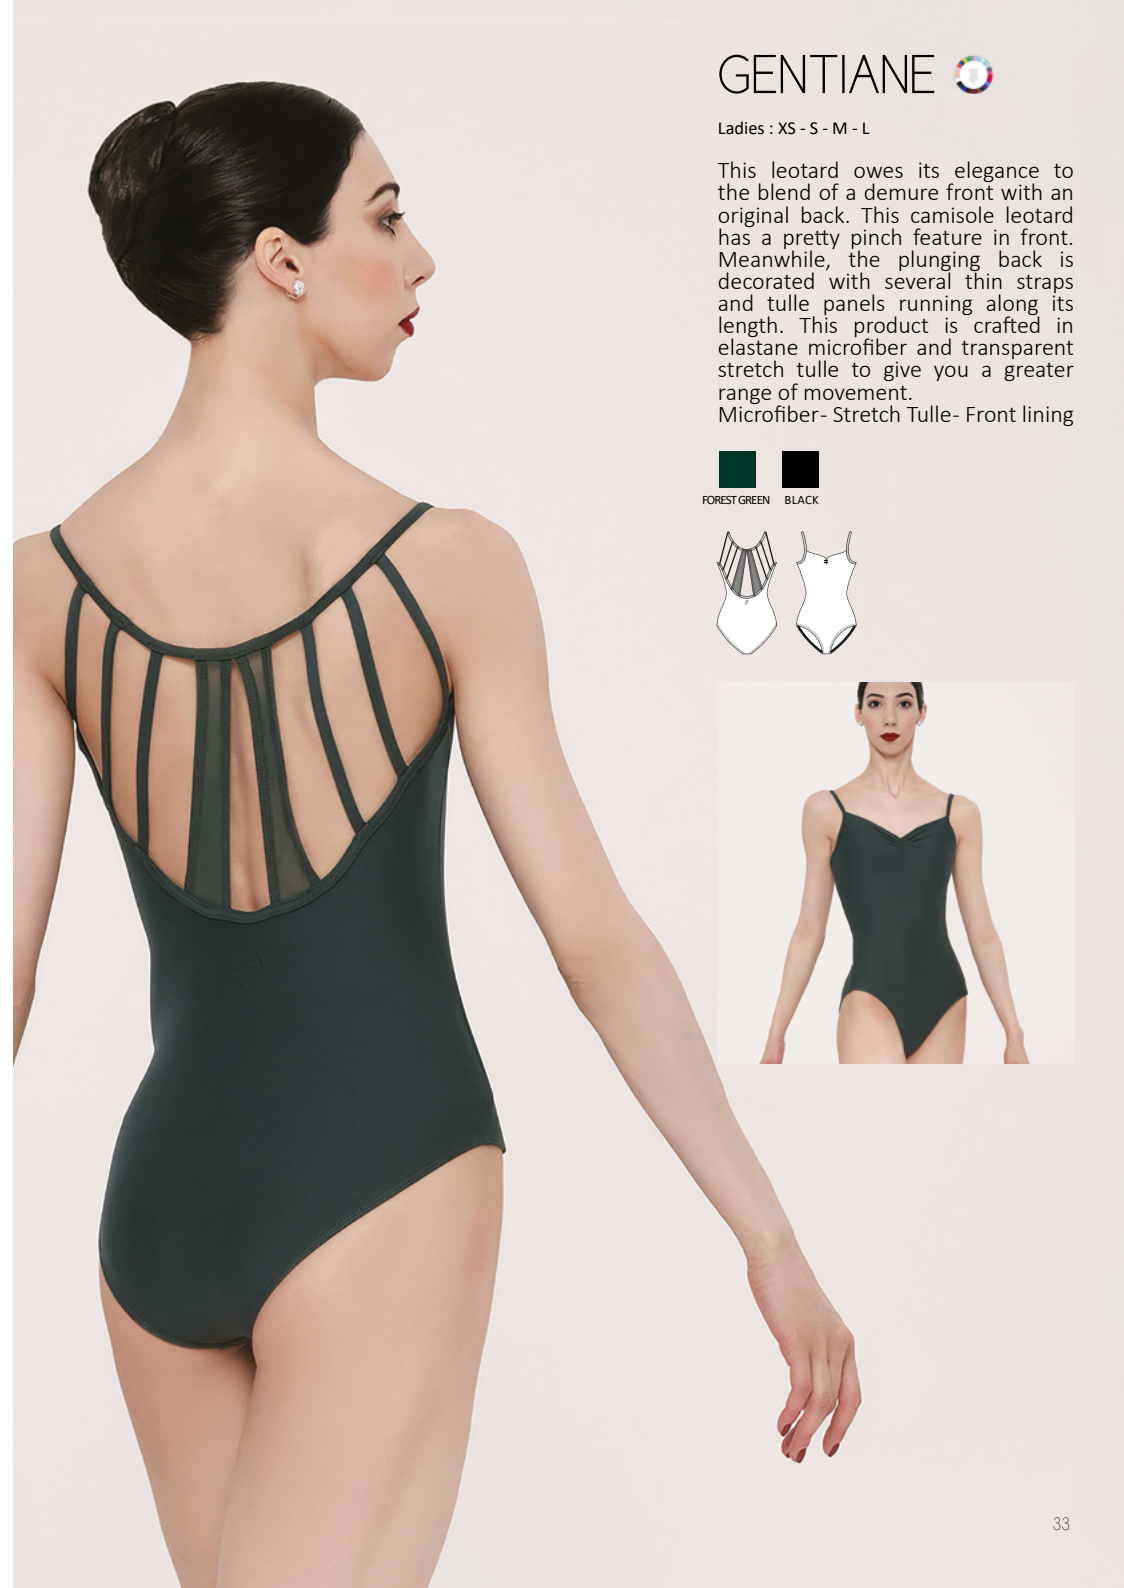 GENTIANE
Ladies : XS - S - M - L
This leotard owes its elegance to
the blend of a demure front with an
original back. This camisole leotard
has a pretty pinch feature in front.
Meanwhile, the plunging back is
decorated with several thin straps
and tulle panels running along its
length. This product is crafted in
elastane microfiber and transparent
stretch tulle to give you a greater
range of movement.
Microfiber- Stretch Tulle- Front lining
FOREST GREEN BLACK
33